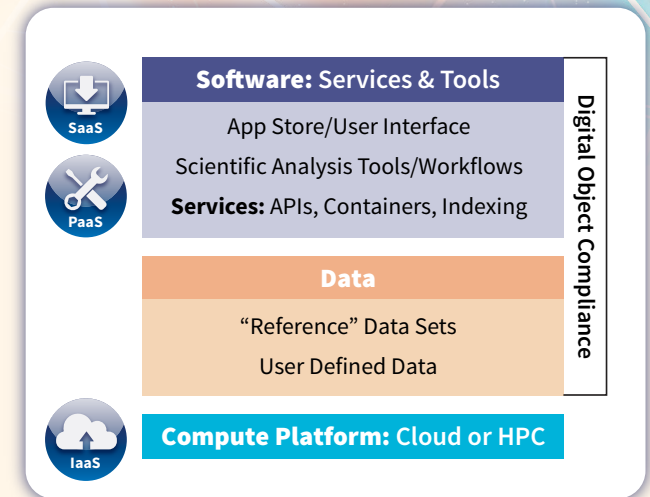 SaaS
Software: Services & Tools
App Store/User Interface
Scientific Analysis Tools/Workflows
PaaS
Services: APIs, Containers, Indexing
Data
“Reference” Data Sets
User Defined Data
Digital Object Compliance
IaaS
Compute Platform: Cloud or HPC